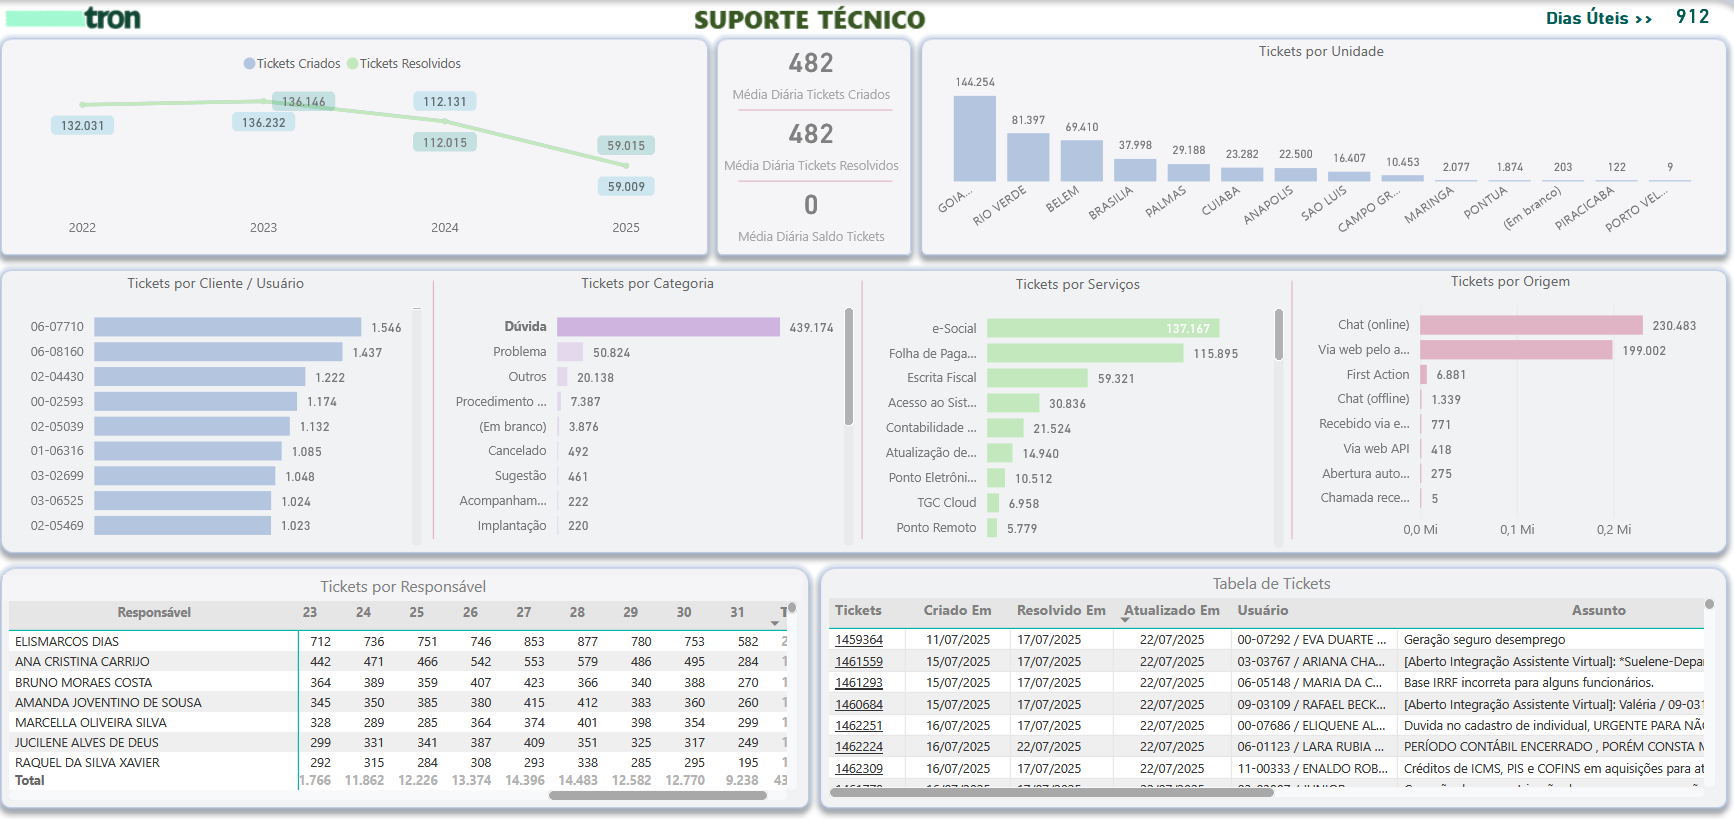 tron
SUPORTE TÉCNICO
Dias Úteis >> 912
Tickets Criados Tickets Resolvidos
136.146 112.131
132.031 136.232
112.015 59.015
59.009
2022 2023 2024 2025
482
Média Diária Tickets Criados
482
Média Diária Tickets Resolvidos
0
Média Diária Saldo Tickets
Tickets por Unidade
144.254 81.397 69.410 37.998 29.188 23.282 22.500 16.407 10.453 2.077 1.874 203 122 9
GOIA... RIO VERDE BELEM BRASILIA PALMAS CUIABA ANAPOLIS SAO LUIS CAMPO GR... MARINGA PONTUA (Em branco) PIRACICABA PORTO VEL...
Tickets por Cliente / Usuário
06-07710 1.546
06-08160 1.437
02-04430 1.222
00-02593 1.174
02-05039 1.132
01-06316 1.085
03-02699 1.048
03-06525 1.024
02-05469 1.023
Tickets por Categoria
Dúvida 439.174
Problema 50.824
Outros 20.138
Procedimento ... 7.387
(Em branco) 3.876
Cancelado 492
Sugestão 461
Acompanham... 222
Implantação 220
Tickets por Serviços
e-Social 137.167
Folha de Paga... 115.895
Escrita Fiscal 59.321
Acesso ao Sist... 30.836
Contabilidade ... 21.524
Atualização de... 14.940
Ponto Eletrôni... 10.512
TGC Cloud 6.958
Ponto Remoto 5.779
Tickets por Origem
Chat (online) 230.483
Via web pelo a... 199.002
First Action 6.881
Chat (offline) 1.339
Recebido via e... 771
Via web API 418
Abertura auto... 275
Chamada rece... 5
0,0 Mi 0,1 Mi 0,2 Mi
Tickets por Responsável
Responsável 23 24 25 26 27 28 29 30 31 T
ELISMARCOS DIAS 712 736 751 746 853 877 780 753 582 2
ANA CRISTINA CARRIJO 442 471 466 542 553 579 486 495 284 1
BRUNO MORAES COSTA 364 389 359 407 423 366 340 388 270 1
AMANDA JOVENTINO DE SOUSA 345 350 385 380 415 412 383 360 260 1
MARCELLA OLIVEIRA SILVA 328 289 285 364 374 401 398 354 299 1
JUCILENE ALVES DE DEUS 299 331 341 387 409 351 325 317 249 1
RAQUEL DA SILVA XAVIER 292 315 284 308 293 338 285 295 195 1
Total 1.766 11.862 12.226 13.374 14.396 14.483 12.582 12.770 9.238 43
Tabela de Tickets
Tickets Criado Em Resolvido Em Atualizado Em Usuário Assunto
1459364 11/07/2025 17/07/2025 22/07/2025 00-07292 / EVA DUARTE ... Geração seguro desemprego
1461559 15/07/2025 17/07/2025 22/07/2025 03-03767 / ARIANA CHA... [Aberto Integração Assistente Virtual]: *Suelene-Depar
1461293 15/07/2025 17/07/2025 22/07/2025 06-05148 / MARIA DA C... Base IRRF incorreta para alguns funcionários.
1460684 15/07/2025 17/07/2025 22/07/2025 09-03109 / RAFAEL BECK... [Aberto Integração Assistente Virtual]: Valéria / 09-031
1462251 16/07/2025 17/07/2025 22/07/2025 00-07686 / ELIQUENE AL... Duvida no cadastro de individual, URGENTE PARA NÃO
1462224 16/07/2025 22/07/2025 22/07/2025 06-01123 / LARA RUBIA ... PERÍODO CONTÁBIL ENCERRADO , PORÉM CONSTA M
1462309 16/07/2025 17/07/2025 22/07/2025 11-00333 / ENALDO ROB... Créditos de ICMS, PIS e COFINS em aquisições para at